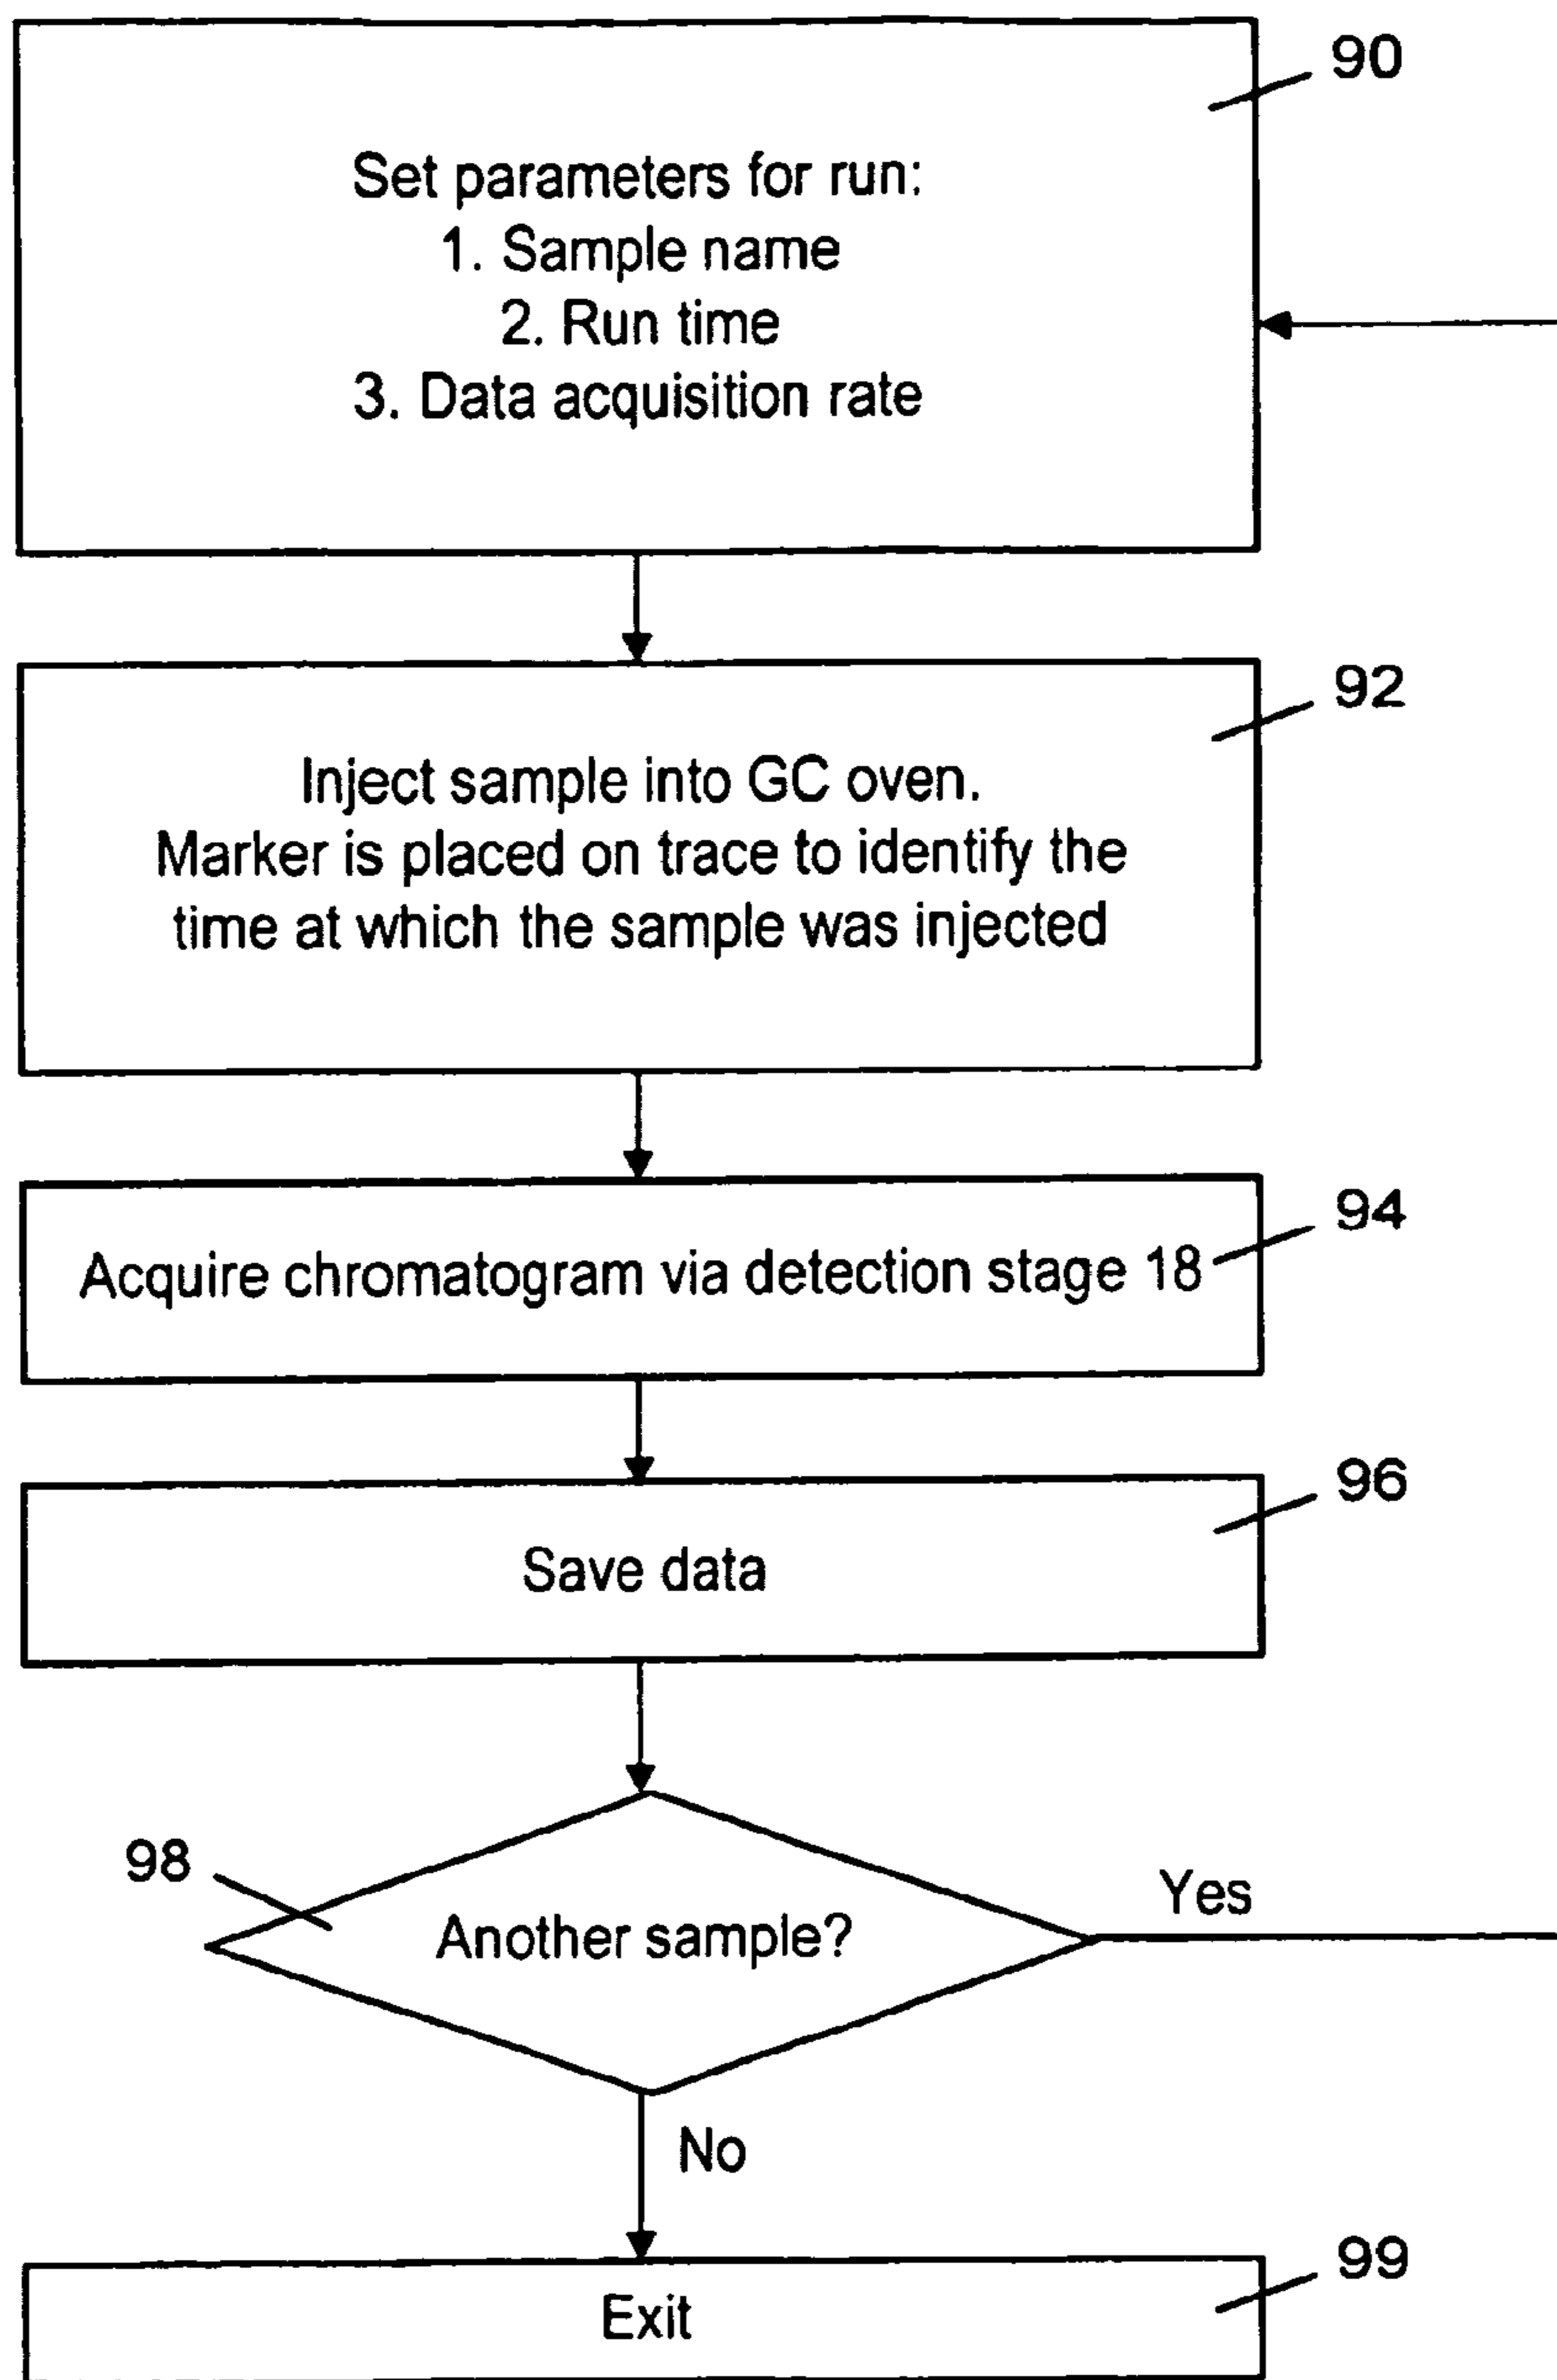 90
Set parameters for run:
1. Sample name
2. Run time
3. Data acquisition rate
92
Inject sample into GC oven.
Marker is placed on trace to identify the
time at which the sample was injected
94
Acquire chromatogram via detection stage 18
96
Save data
98
Another sample?
Yes
No
99
Exit